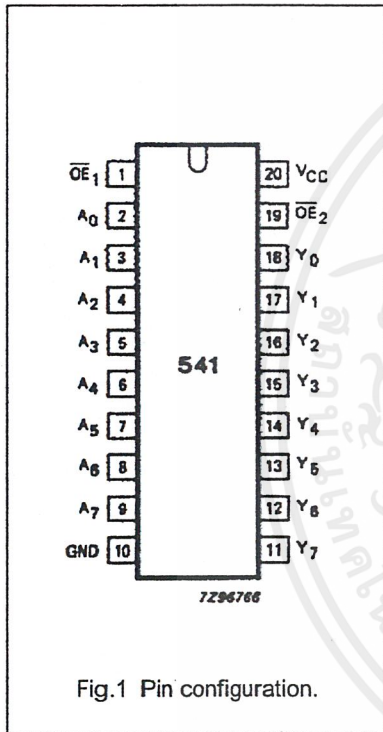 OE1 1 20 VCC
A0 2 19 OE2
A1 3 18 Y0
A2 4 17 Y1
A3 5 16 Y2
541
A4 6 15 Y3
A5 7 14 Y4
A6 8 13 Y5
A7 9 12 Y6
GND 10 11 Y7
7Z96766
Fig.1 Pin configuration.